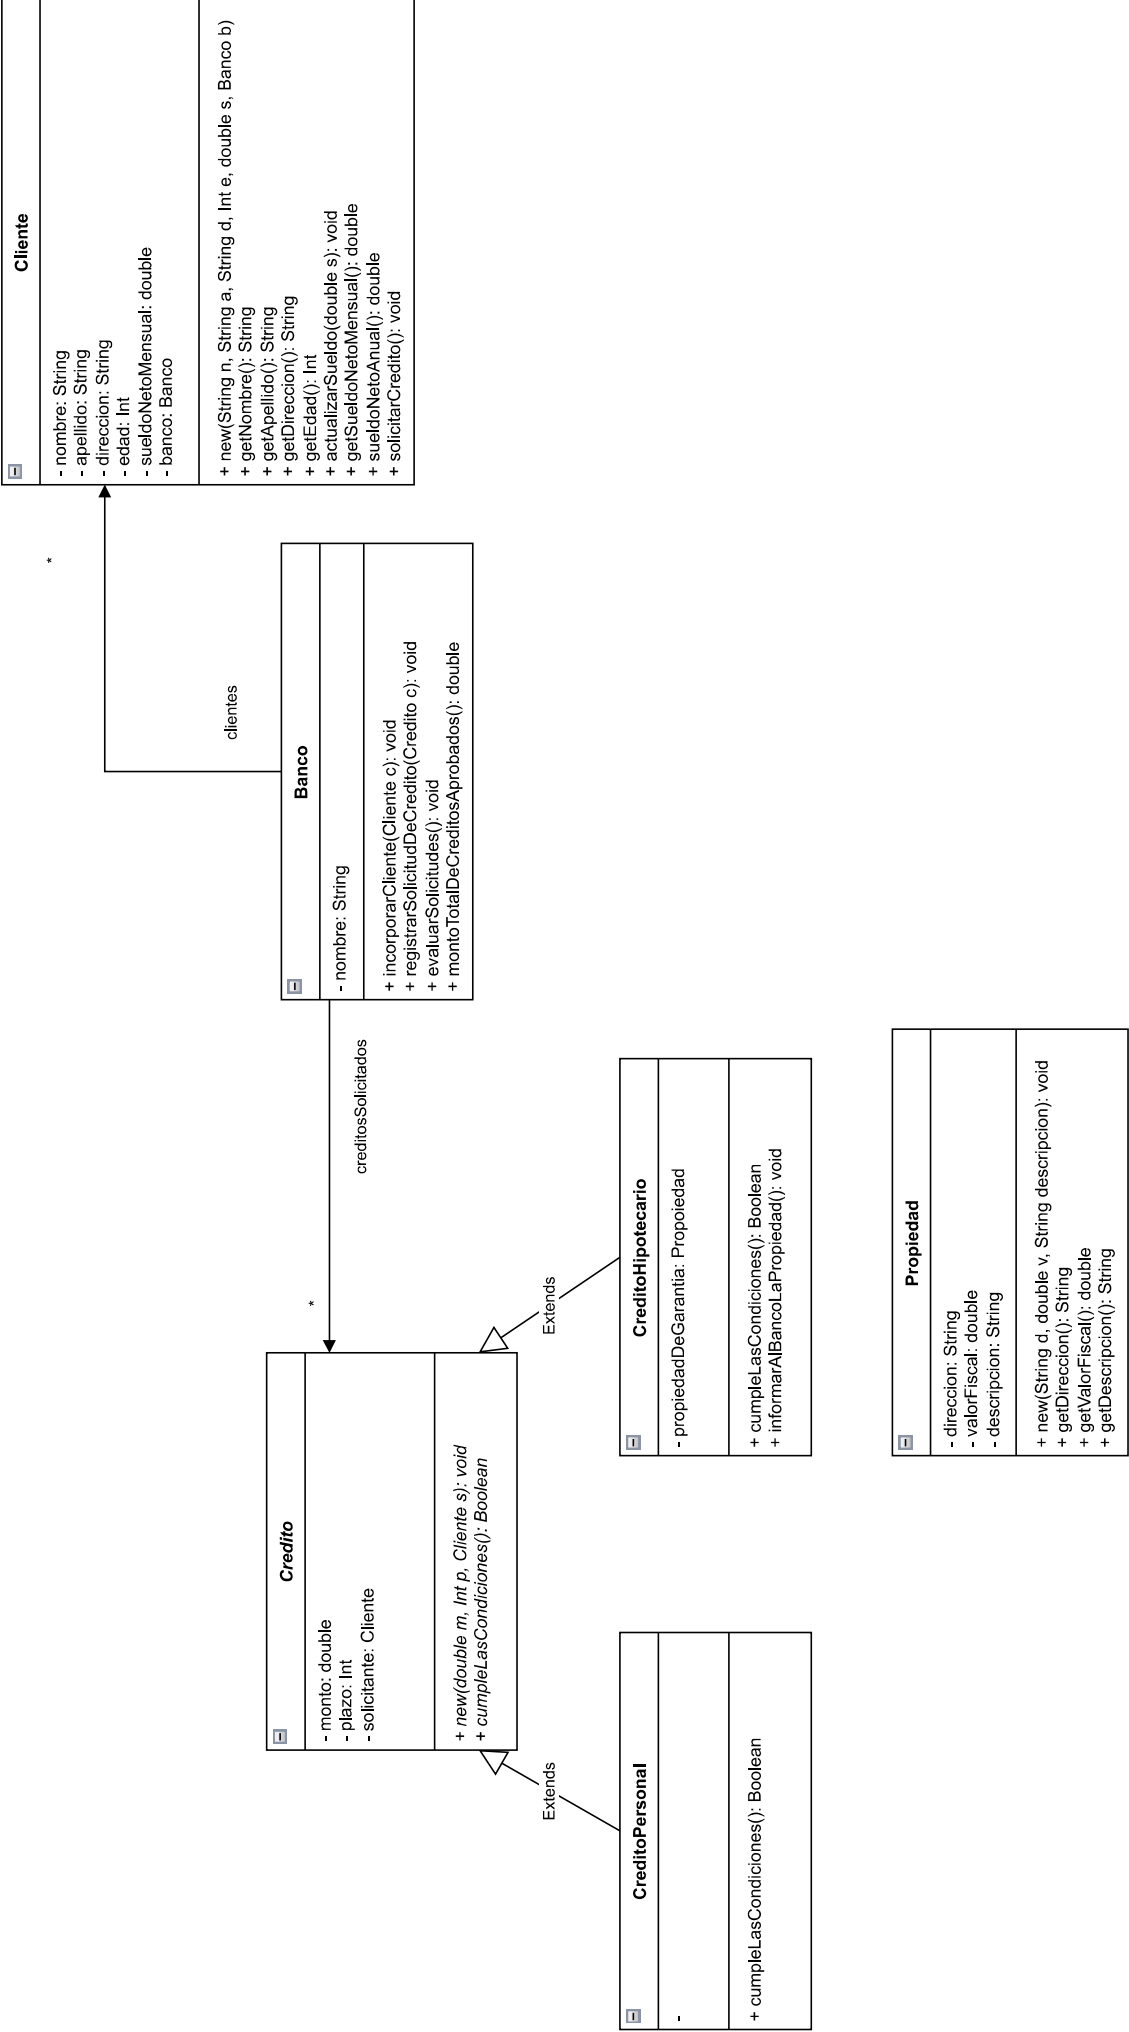 Cliente
- nombre: String
- apellido: String
- direccion: String
- edad: Int
- sueldoNetoMensual: double
- banco: Banco
+ new(String n, String a, String d, Int e, double s, Banco b)
+ getNombre(): String
+ getApellido(): String
+ getDireccion(): String
+ getEdad(): Int
+ actualizarSueldo(double s): void
+ getSueldoNetoMensual(): double
+ sueldoNetoAnual(): double
+ solicitarCredito(): void
*
clientes
Banco
- nombre: String
+ incorporarCliente(Cliente c): void
+ registrarSolicitudDeCredito(Credito c): void
+ evaluarSolicitudes(): void
+ montoTotalDeCreditosAprobados(): double
creditosSolicitados
*
Credito
- monto: double
- plazo: Int
- solicitante: Cliente
+ new(double m, Int p, Cliente s): void
+ cumpleLasCondiciones(): Boolean
Extends
Extends
CreditoPersonal
-
+ cumpleLasCondiciones(): Boolean
CreditoHipotecario
- propiedadDeGarantia: Propoiedad
+ cumpleLasCondiciones(): Boolean
+ informarAlBancoLaPropiedad(): void
Propiedad
- direccion: String
- valorFiscal: double
- descripcion: String
+ new(String d, double v, String descripcion): void
+ getDireccion(): String
+ getValorFiscal(): double
+ getDescripcion(): String